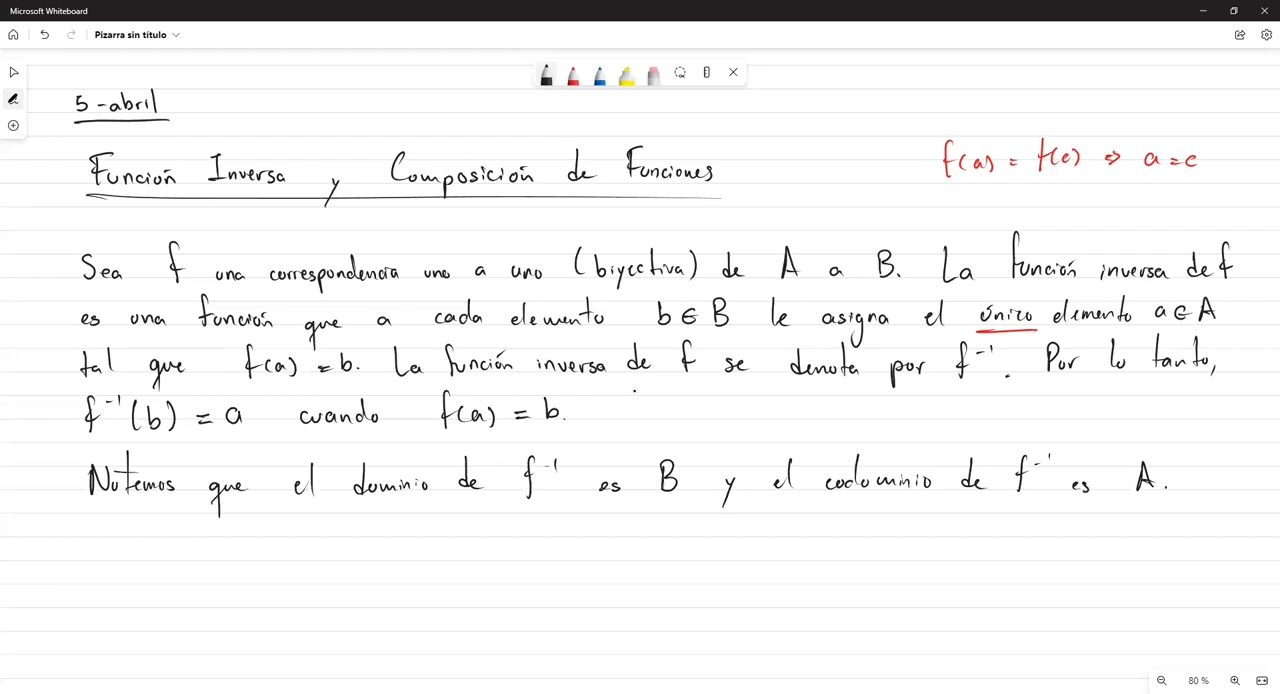 Microsoft Whiteboard
Pizarra sin título
5-abril
Función Inversa y Composición de Funciones
f(a) = f(c) ⇒ a = c
Sea f una correspondencia uno a uno (biyectiva) de A a B. La función inversa de f
es una función que a cada elemento b ∈ B le asigna el único elemento a ∈ A
tal que f(a) = b. La función inversa de f se denota por f⁻¹. Por lo tanto,
f⁻¹(b) = a cuando f(a) = b.
Notemos que el dominio de f⁻¹ es B y el codominio de f⁻¹ es A.
80 %